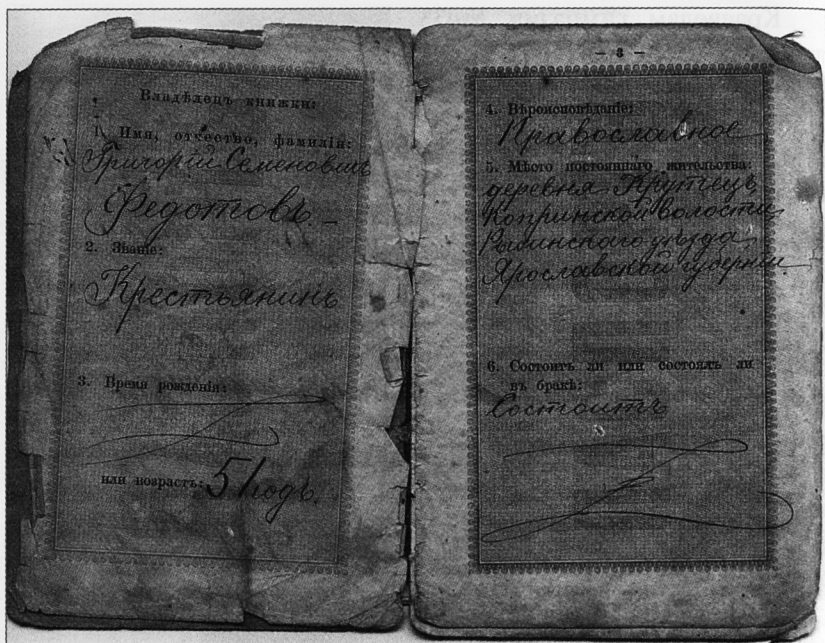 Владѣлецъ книжки:
1. Имя, отчество, фамилія:
Григорій Семеновичъ
Федотовъ. –
2. Званіе:
Крестьянинъ
3. Время рожденія:
или возрастъ: 51 годъ.
– 3 –
4. Вѣроисповѣданіе:
Православное
5. Мѣсто постояннаго жительства:
деревня Крутецъ
Копринской волости
Рыбинскаго уѣзда
Ярославской губерніи
6. Состоитъ ли или состоялъ ли
въ бракѣ:
Состоитъ